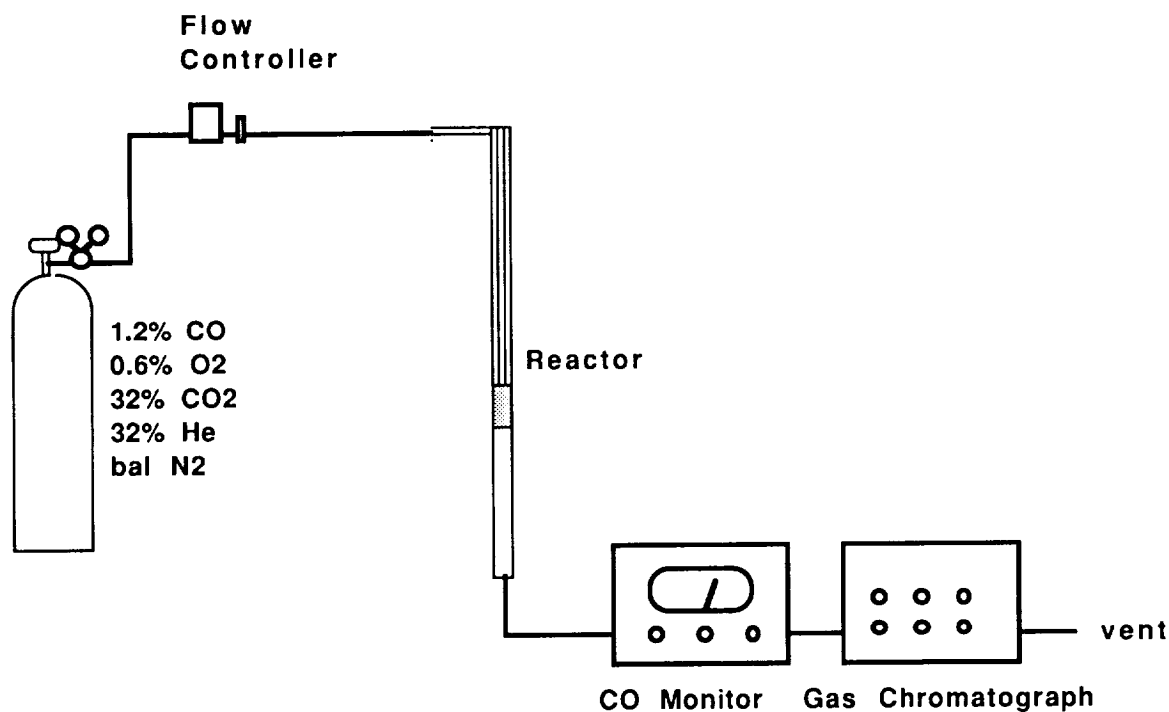 Flow
Controller
1.2% CO
0.6% O2
32% CO2
32% He
bal N2
Reactor
vent
CO Monitor
Gas Chromatograph